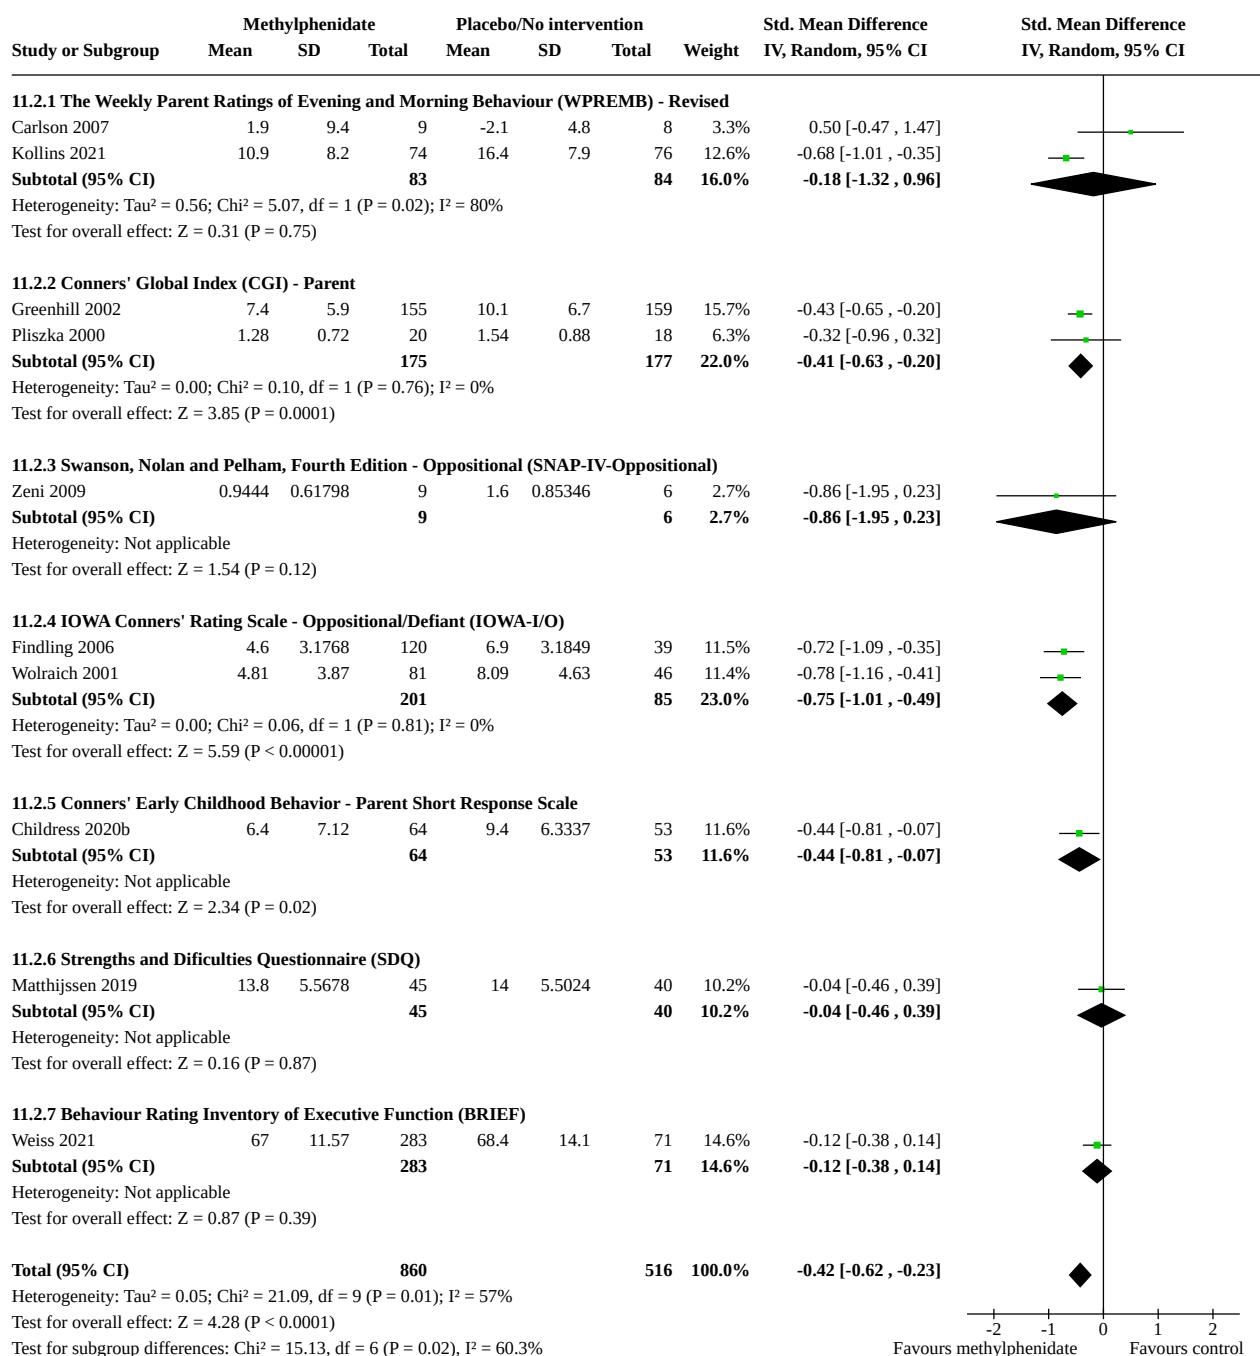 Methylphenidate Placebo/No intervention Std. Mean Difference Std. Mean Difference
Study or Subgroup Mean SD Total Mean SD Total Weight IV, Random, 95% CI IV, Random, 95% CI
11.2.1 The Weekly Parent Ratings of Evening and Morning Behaviour (WPREMB) - Revised
Carlson 2007 1.9 9.4 9 -2.1 4.8 8 3.3% 0.50 [-0.47 , 1.47]
Kollins 2021 10.9 8.2 74 16.4 7.9 76 12.6% -0.68 [-1.01 , -0.35]
Subtotal (95% CI) 83 84 16.0% -0.18 [-1.32 , 0.96]
Heterogeneity: Tau² = 0.56; Chi² = 5.07, df = 1 (P = 0.02); I² = 80%
Test for overall effect: Z = 0.31 (P = 0.75)
11.2.2 Conners' Global Index (CGI) - Parent
Greenhill 2002 7.4 5.9 155 10.1 6.7 159 15.7% -0.43 [-0.65 , -0.20]
Pliszka 2000 1.28 0.72 20 1.54 0.88 18 6.3% -0.32 [-0.96 , 0.32]
Subtotal (95% CI) 175 177 22.0% -0.41 [-0.63 , -0.20]
Heterogeneity: Tau² = 0.00; Chi² = 0.10, df = 1 (P = 0.76); I² = 0%
Test for overall effect: Z = 3.85 (P = 0.0001)
11.2.3 Swanson, Nolan and Pelham, Fourth Edition - Oppositional (SNAP-IV-Oppositional)
Zeni 2009 0.9444 0.61798 9 1.6 0.85346 6 2.7% -0.86 [-1.95 , 0.23]
Subtotal (95% CI) 9 6 2.7% -0.86 [-1.95 , 0.23]
Heterogeneity: Not applicable
Test for overall effect: Z = 1.54 (P = 0.12)
11.2.4 IOWA Conners' Rating Scale - Oppositional/Defiant (IOWA-I/O)
Findling 2006 4.6 3.1768 120 6.9 3.1849 39 11.5% -0.72 [-1.09 , -0.35]
Wolraich 2001 4.81 3.87 81 8.09 4.63 46 11.4% -0.78 [-1.16 , -0.41]
Subtotal (95% CI) 201 85 23.0% -0.75 [-1.01 , -0.49]
Heterogeneity: Tau² = 0.00; Chi² = 0.06, df = 1 (P = 0.81); I² = 0%
Test for overall effect: Z = 5.59 (P < 0.00001)
11.2.5 Conners' Early Childhood Behavior - Parent Short Response Scale
Childress 2020b 6.4 7.12 64 9.4 6.3337 53 11.6% -0.44 [-0.81 , -0.07]
Subtotal (95% CI) 64 53 11.6% -0.44 [-0.81 , -0.07]
Heterogeneity: Not applicable
Test for overall effect: Z = 2.34 (P = 0.02)
11.2.6 Strengths and Dificulties Questionnaire (SDQ)
Matthijssen 2019 13.8 5.5678 45 14 5.5024 40 10.2% -0.04 [-0.46 , 0.39]
Subtotal (95% CI) 45 40 10.2% -0.04 [-0.46 , 0.39]
Heterogeneity: Not applicable
Test for overall effect: Z = 0.16 (P = 0.87)
11.2.7 Behaviour Rating Inventory of Executive Function (BRIEF)
Weiss 2021 67 11.57 283 68.4 14.1 71 14.6% -0.12 [-0.38 , 0.14]
Subtotal (95% CI) 283 71 14.6% -0.12 [-0.38 , 0.14]
Heterogeneity: Not applicable
Test for overall effect: Z = 0.87 (P = 0.39)
Total (95% CI) 860 516 100.0% -0.42 [-0.62 , -0.23]
Heterogeneity: Tau² = 0.05; Chi² = 21.09, df = 9 (P = 0.01); I² = 57%
Test for overall effect: Z = 4.28 (P < 0.0001)
-2 -1 0 1 2
Test for subgroup differences: Chi² = 15.13, df = 6 (P = 0.02), I² = 60.3% Favours methylphenidate Favours control